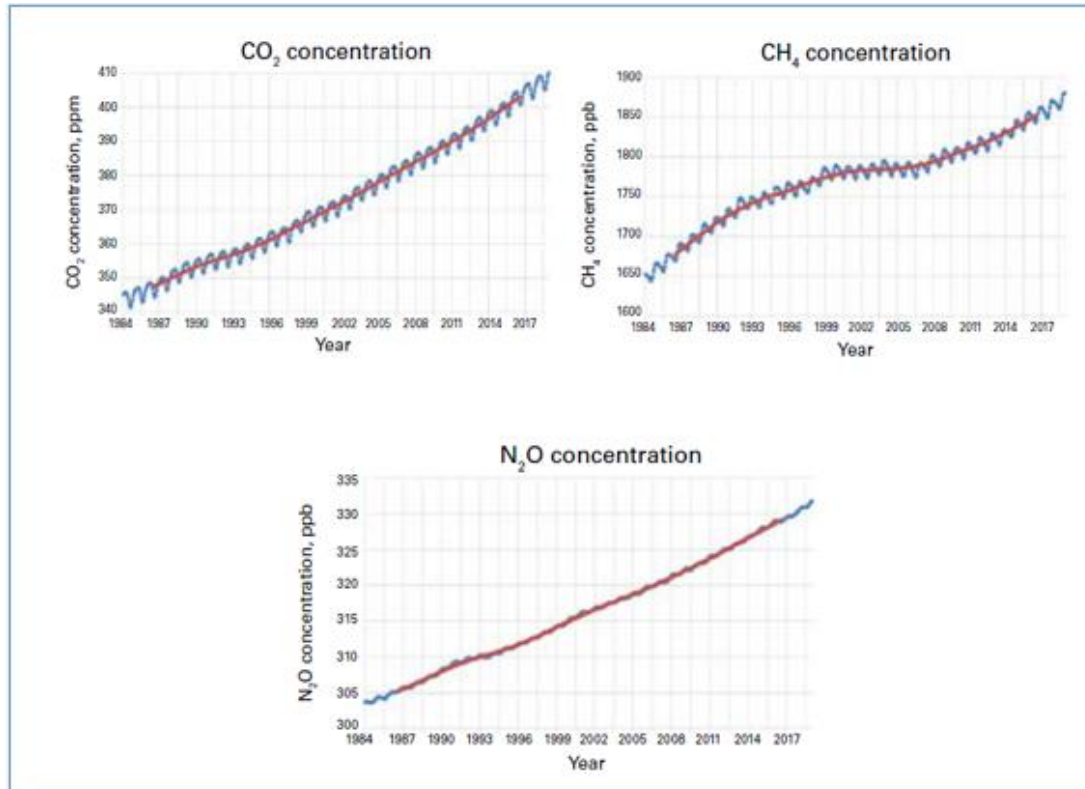 CO₂ concentration
CO₂ concentration, ppm
410
400
390
380
370
360
350
340
1984 1987 1990 1993 1996 1999 2002 2005 2008 2011 2014 2017
Year
CH₄ concentration
CH₄ concentration, ppb
1900
1850
1800
1750
1700
1650
1600
1984 1987 1990 1993 1996 1999 2002 2005 2008 2011 2014 2017
Year
N₂O concentration
N₂O concentration, ppb
335
330
325
320
315
310
305
300
1984 1987 1990 1993 1996 1999 2002 2005 2008 2011 2014 2017
Year